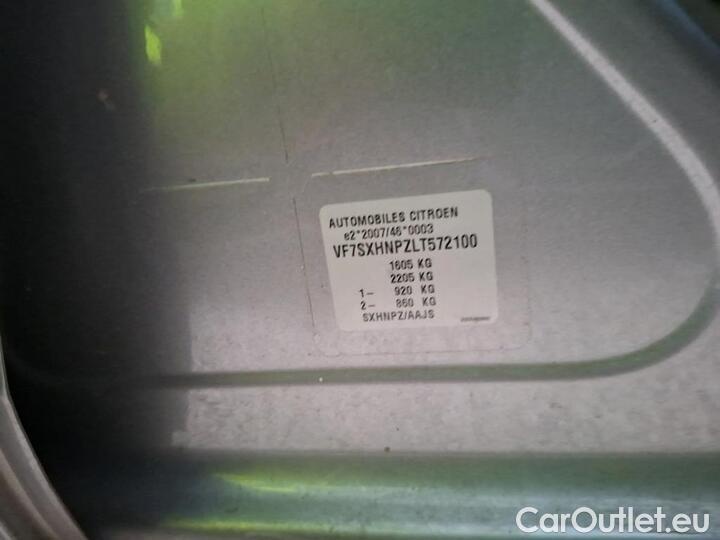 AUTOMOBILES CITROEN
e2*2007/46*0003
VF7SXHNPZLT572100
1605 KG
2205 KG
1- 920 KG
2- 860 KG
SXHNPZ/AAJS
CarOutlet.eu